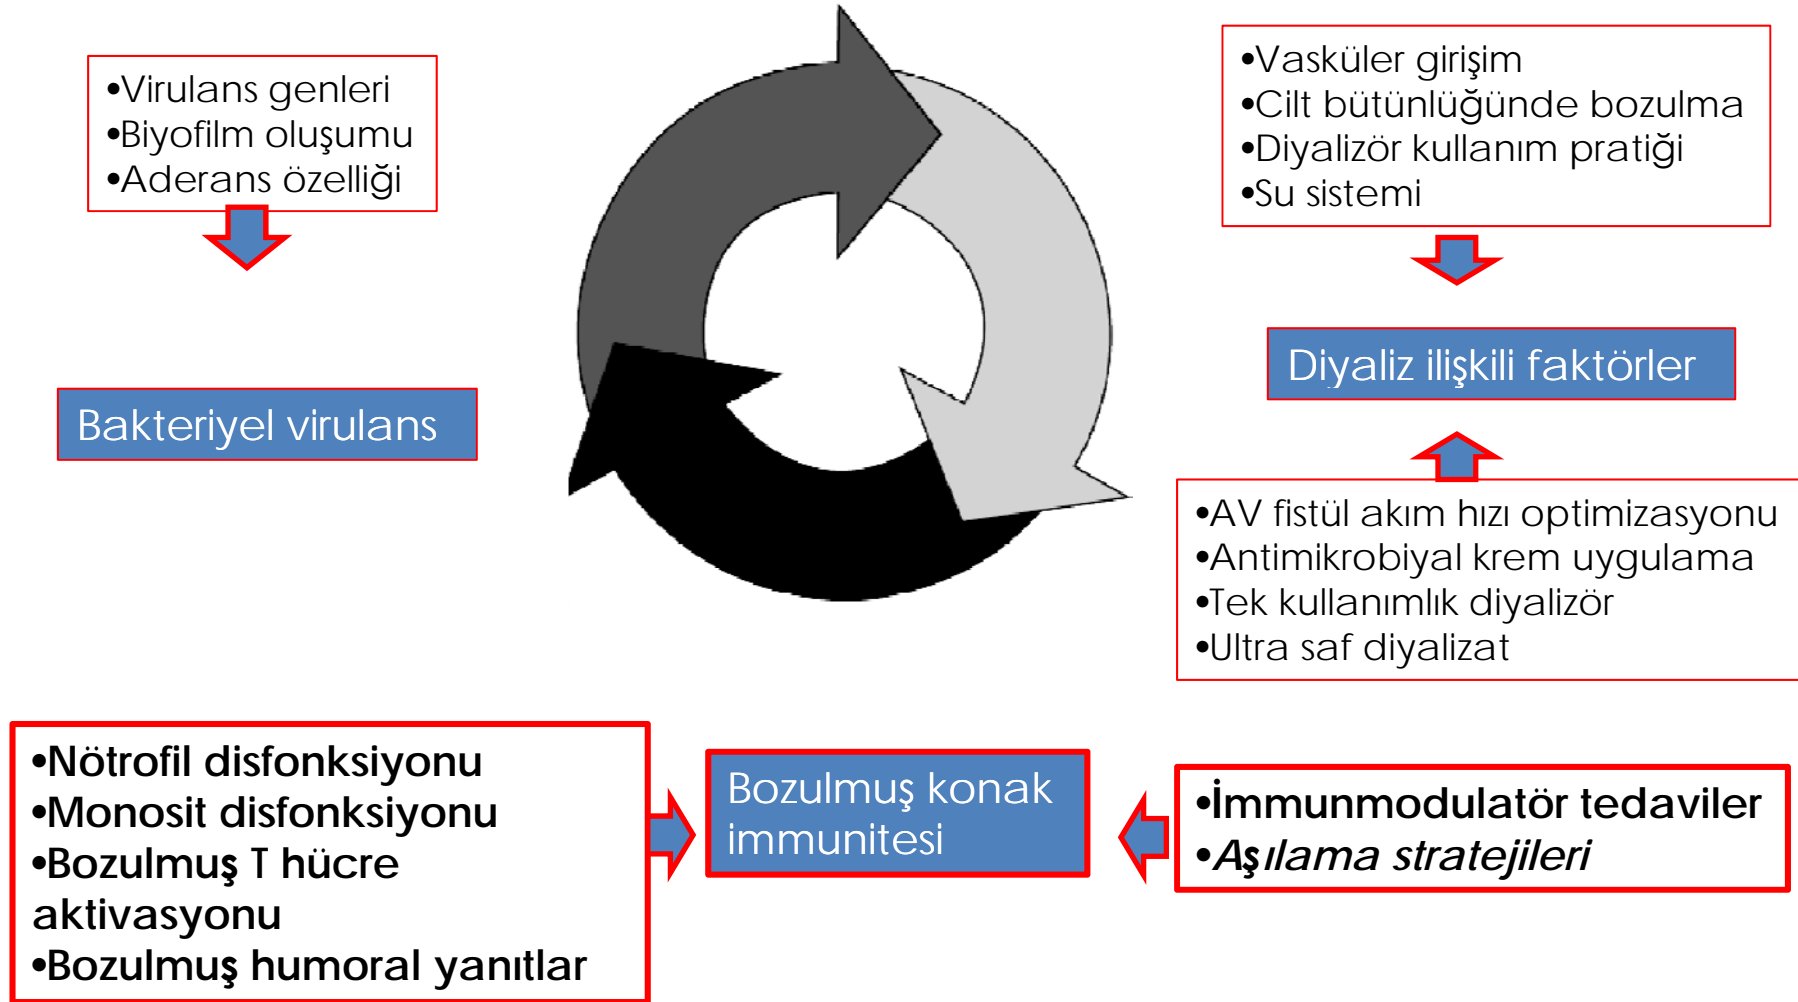 •Virulans genleri
•Biyofilm oluşumu
•Aderans özelliği
Bakteriyel virulans
•Vasküler girişim
•Cilt bütünlüğünde bozulma
•Diyalizör kullanım pratiği
•Su sistemi
Diyaliz ilişkili faktörler
•AV fistül akım hızı optimizasyonu
•Antimikrobiyal krem uygulama
•Tek kullanımlık diyalizör
•Ultra saf diyalizat
•Nötrofil disfonksiyonu
•Monosit disfonksiyonu
•Bozulmuş T hücre
aktivasyonu
•Bozulmuş humoral yanıtlar
Bozulmuş konak
immunitesi
•İmmunmodulatör tedaviler
•Aşılama stratejileri